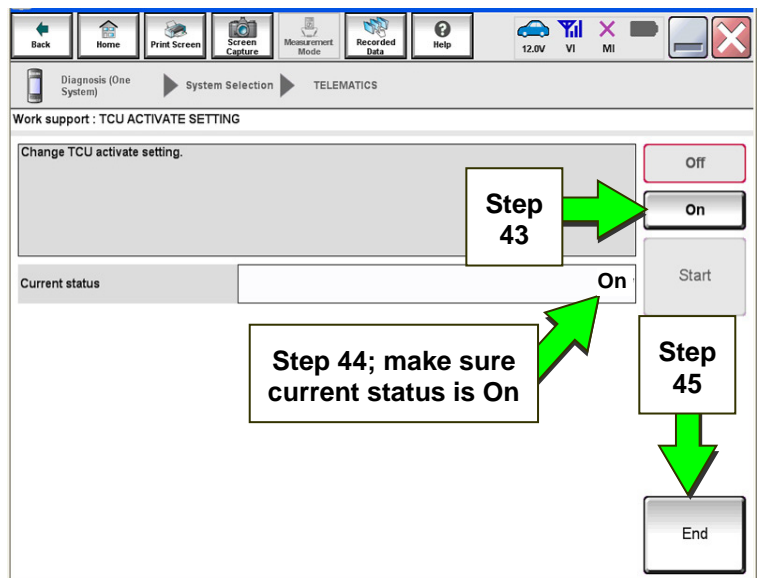 Back
Home
Print Screen
Screen
Capture
Measurement
Mode
Recorded
Data
Help
12.0V
VI
MI
Diagnosis (One
System)
System Selection
TELEMATICS
Work support : TCU ACTIVATE SETTING
Change TCU activate setting.
Off
Step
43
On
Current status
On
Start
Step 44; make sure
current status is On
Step
45
End